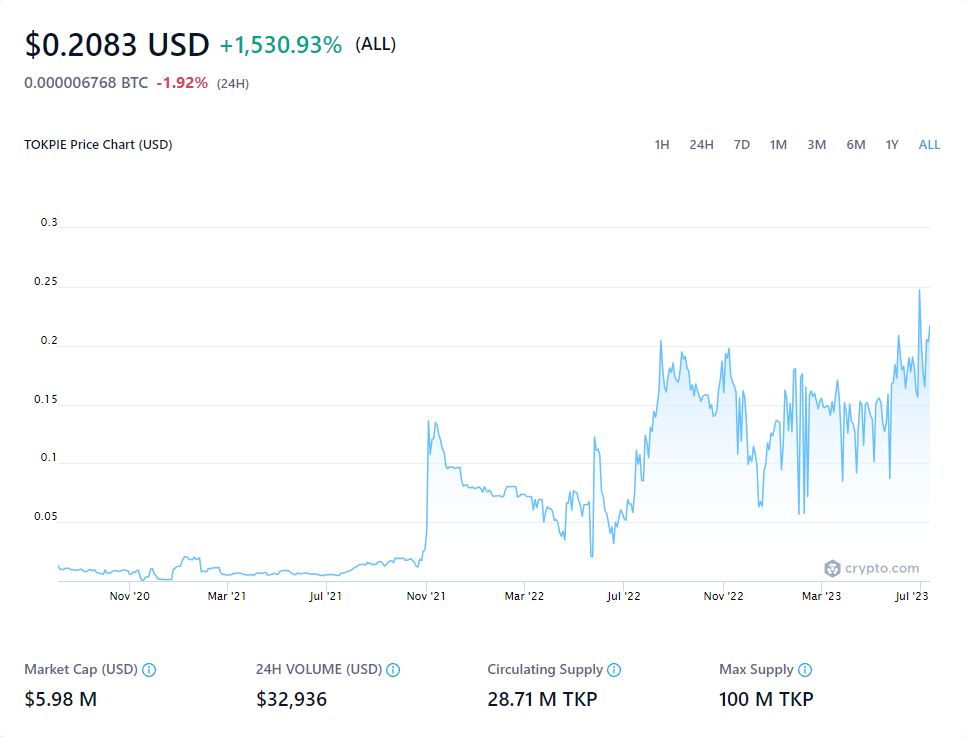 $0.2083 USD +1,530.93% (ALL)
0.000006768 BTC -1.92% (24H)
TOKPIE Price Chart (USD) 1H 24H 7D 1M 3M 6M 1Y ALL
0.3
0.25
0.2
0.15
0.1
0.05
crypto.com
Nov '20 Mar '21 Jul '21 Nov '21 Mar '22 Jul '22 Nov '22 Mar '23 Jul '23
Market Cap (USD) 24H VOLUME (USD) Circulating Supply Max Supply
$5.98 M $32,936 28.71 M TKP 100 M TKP